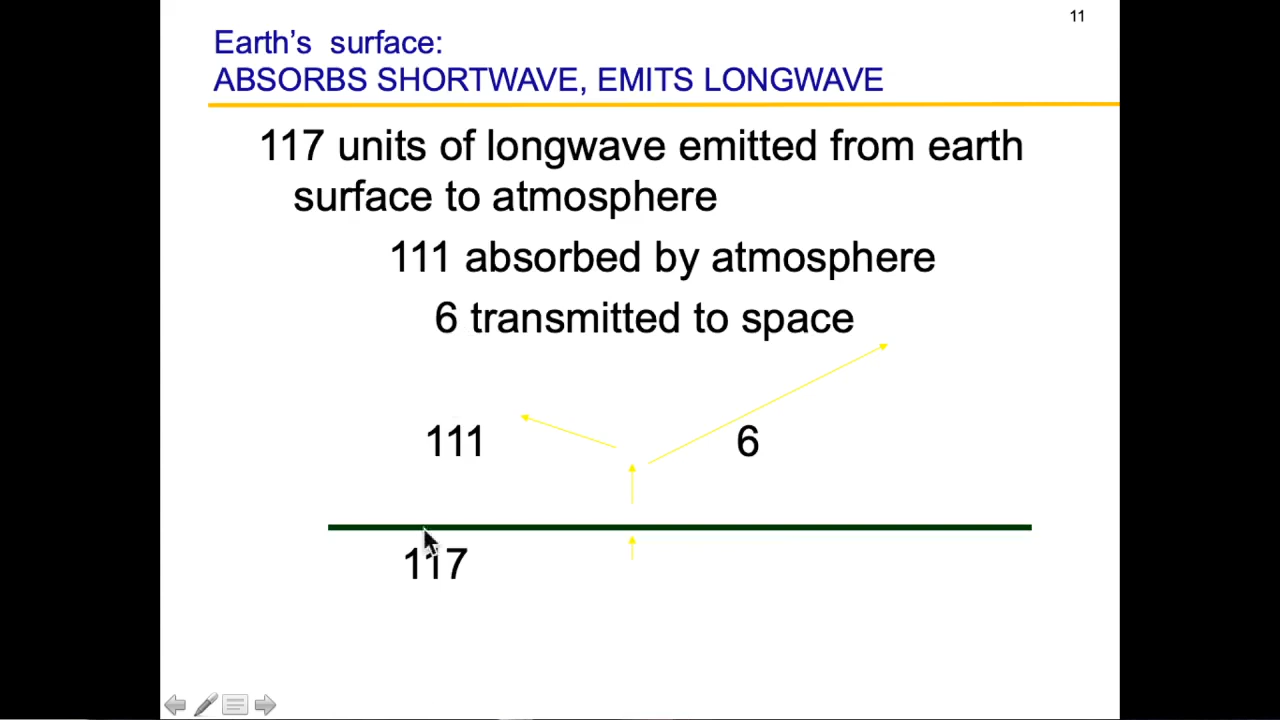 11
Earth's surface:
ABSORBS SHORTWAVE, EMITS LONGWAVE
117 units of longwave emitted from earth
surface to atmosphere
111 absorbed by atmosphere
6 transmitted to space
111
6
117